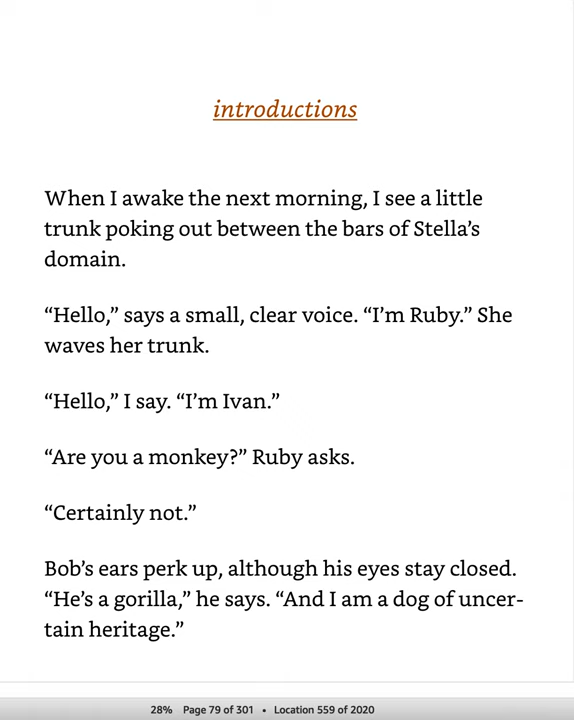 introductions
When I awake the next morning, I see a little
trunk poking out between the bars of Stella’s
domain.
“Hello,” says a small, clear voice. “I’m Ruby.” She
waves her trunk.
“Hello,” I say. “I’m Ivan.”
“Are you a monkey?” Ruby asks.
“Certainly not.”
Bob’s ears perk up, although his eyes stay closed.
“He’s a gorilla,” he says. “And I am a dog of uncer-
tain heritage.”
28% Page 79 of 301 • Location 559 of 2020